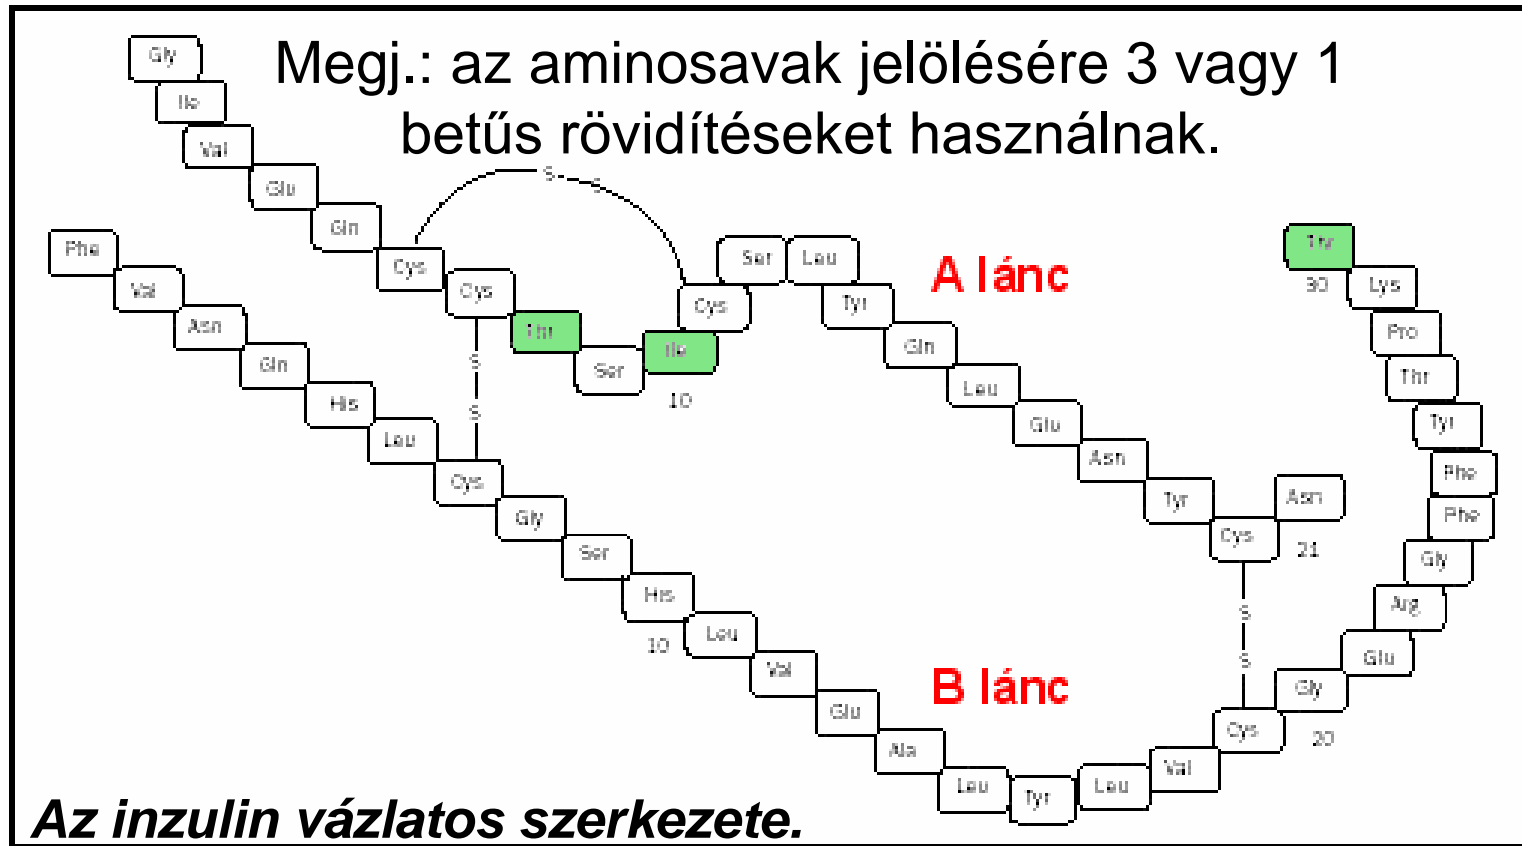 Megj.: az aminosavak jelölésére 3 vagy 1
betűs rövidítéseket használnak.
Gly
Ile
Val
Glu
Gln
Cys
Cys
Thr
Ser
Ile
10
Cys
Ser
Leu
Tyr
Gln
Leu
Glu
Asn
Tyr
Cys
Asn
21
S
S
A lánc
S
S
S
S
Phe
Val
Asn
Gln
His
Leu
Cys
Gly
Ser
His
10
Leu
Val
Glu
Ala
Leu
Tyr
Leu
Val
Cys
Gly
20
Glu
Arg
Gly
Phe
Phe
Tyr
Thr
Pro
Lys
Thr
30
B lánc
Az inzulin vázlatos szerkezete.